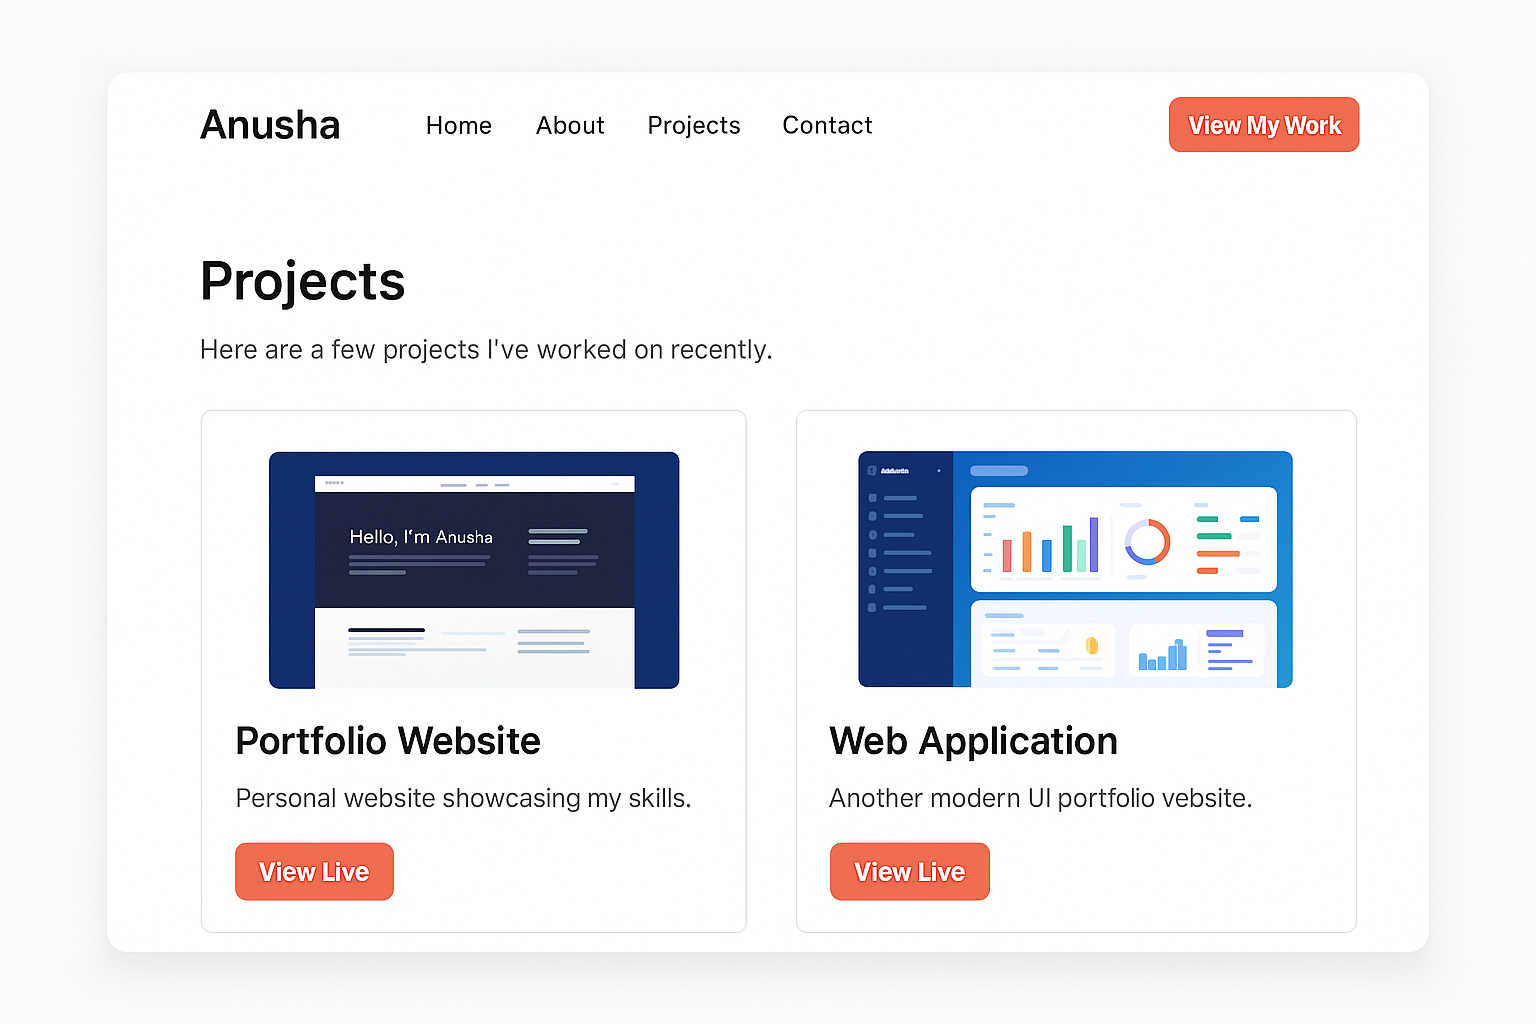 Anusha
Home About Projects Contact
View My Work
Projects
Here are a few projects I've worked on recently.
Hello, I'm Anusha
Portfolio Website
Personal website showcasing my skills.
View Live
Web Application
Another modern UI portfolio vebsite.
View Live